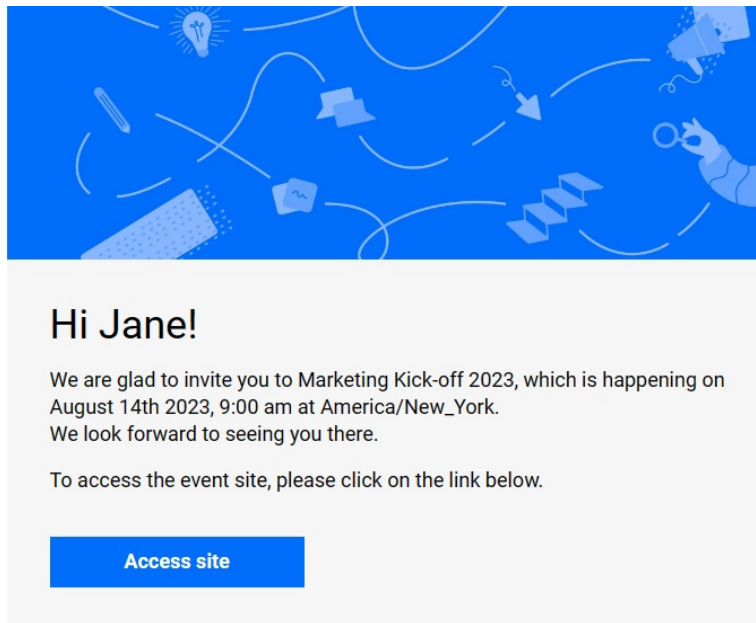 Hi Jane!
We are glad to invite you to Marketing Kick-off 2023, which is happening on
August 14th 2023, 9:00 am at America/New_York.
We look forward to seeing you there.
To access the event site, please click on the link below.
Access site